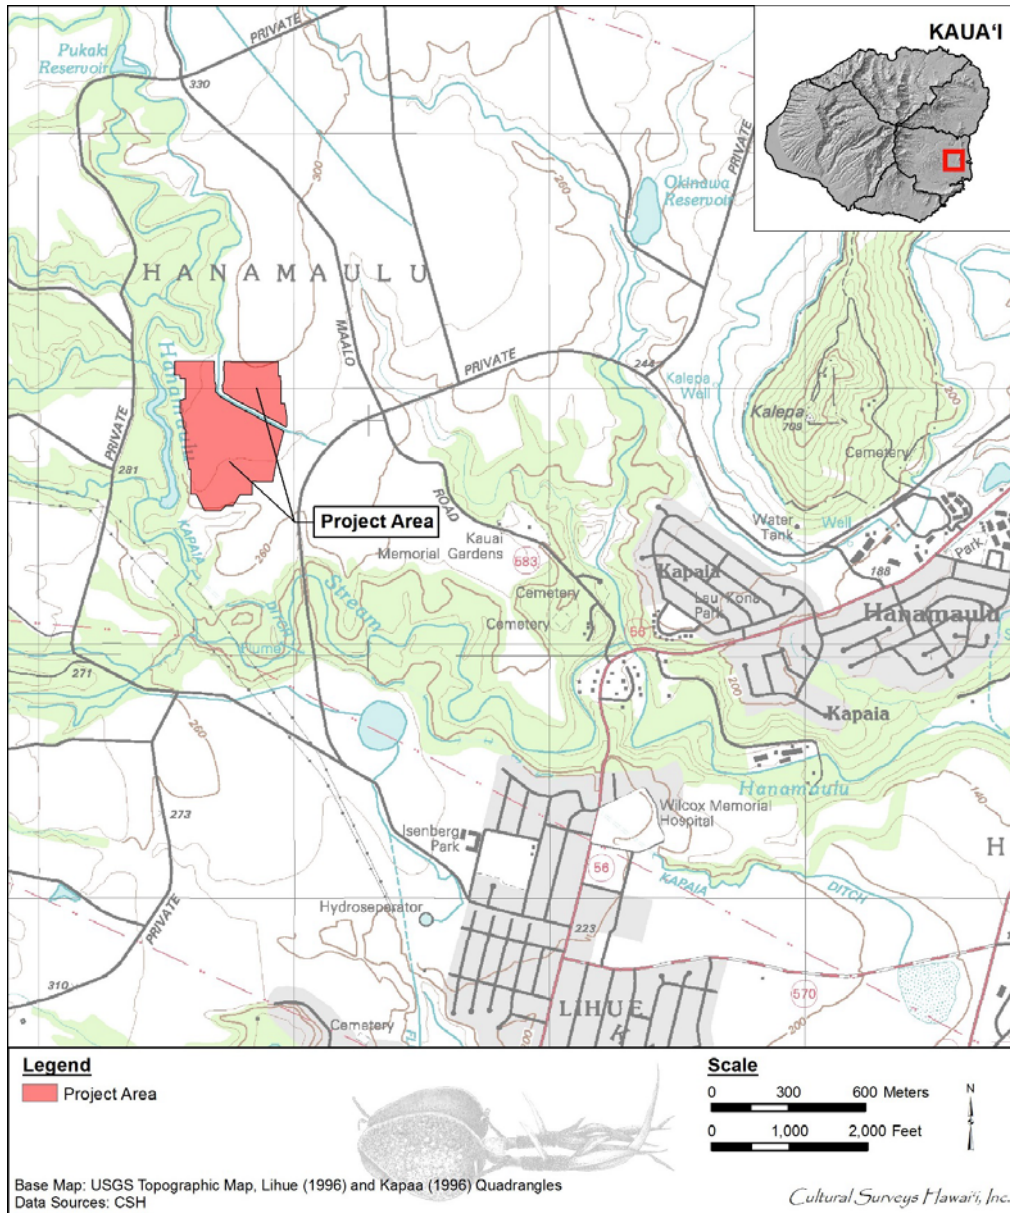 KAUAʻI
PRIVATE
Pukaki
Reservoir
330
PRIVATE
300
260
Okinawa
Reservoir
HANAMAULU
MAALO
PRIVATE
244
Kalepa
Well
200
Kalepa
709
Cemetery
Hanamaulu
PRIVATE
281
Project Area
ROAD
Kauai
Memorial Gardens
583
Water
Tank
Well
Park
188
KAPAIA
260
Stream
DITCH
Flume
Cemetery
Cemetery
Kapaia
Lau Kona
Park
Hanamaulu
56
271
200
Kapaia
260
Hanamaulu
140
273
Isenberg
Park
Wilcox Memorial
Hospital
H
56
KAPAIA
DITCH
PRIVATE
Hydroseparator
223
310
570
LIHUE
K
200
Cemetery
Legend
Project Area
Scale
0 300 600 Meters
0 1,000 2,000 Feet
N
Base Map: USGS Topographic Map, Lihue (1996) and Kapaa (1996) Quadrangles
Data Sources: CSH
Cultural Surveys Hawaiʻi, Inc.